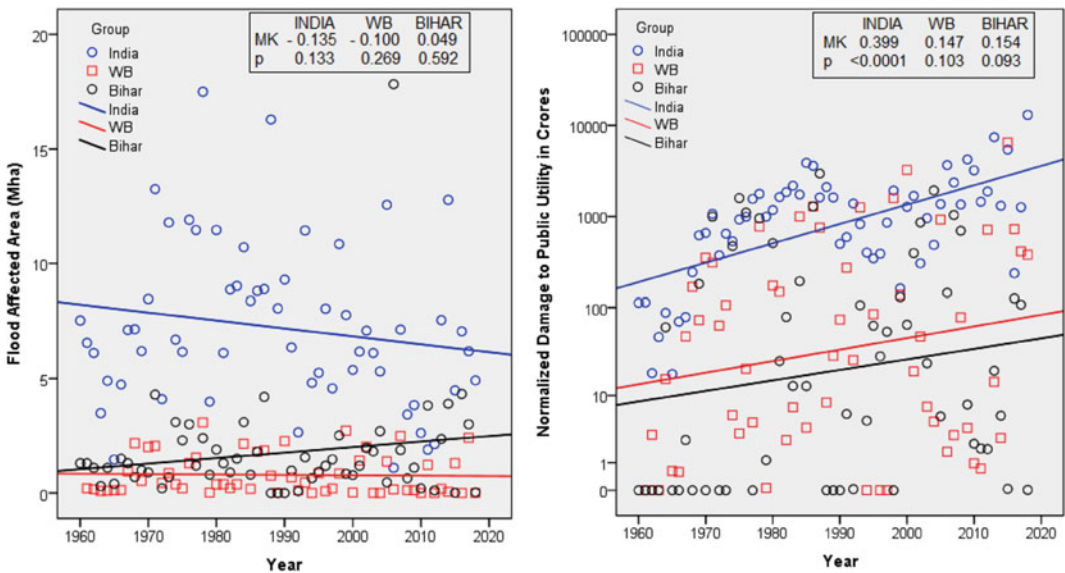 INDIA WB BIHAR
MK - 0.135 - 0.100 0.049
p 0.133 0.269 0.592
Group
India
WB
Bihar
India
WB
Bihar
20
15
10
5
0
Flood Affected Area (Mha)
1960 1970 1980 1990 2000 2010 2020
Year
INDIA WB BIHAR
MK 0.399 0.147 0.154
p <0.0001 0.103 0.093
Group
India
WB
Bihar
India
WB
Bihar
100000
10000
1000
100
10
1
0
Normalized Damage to Public Utility in Crores
1960 1970 1980 1990 2000 2010 2020
Year